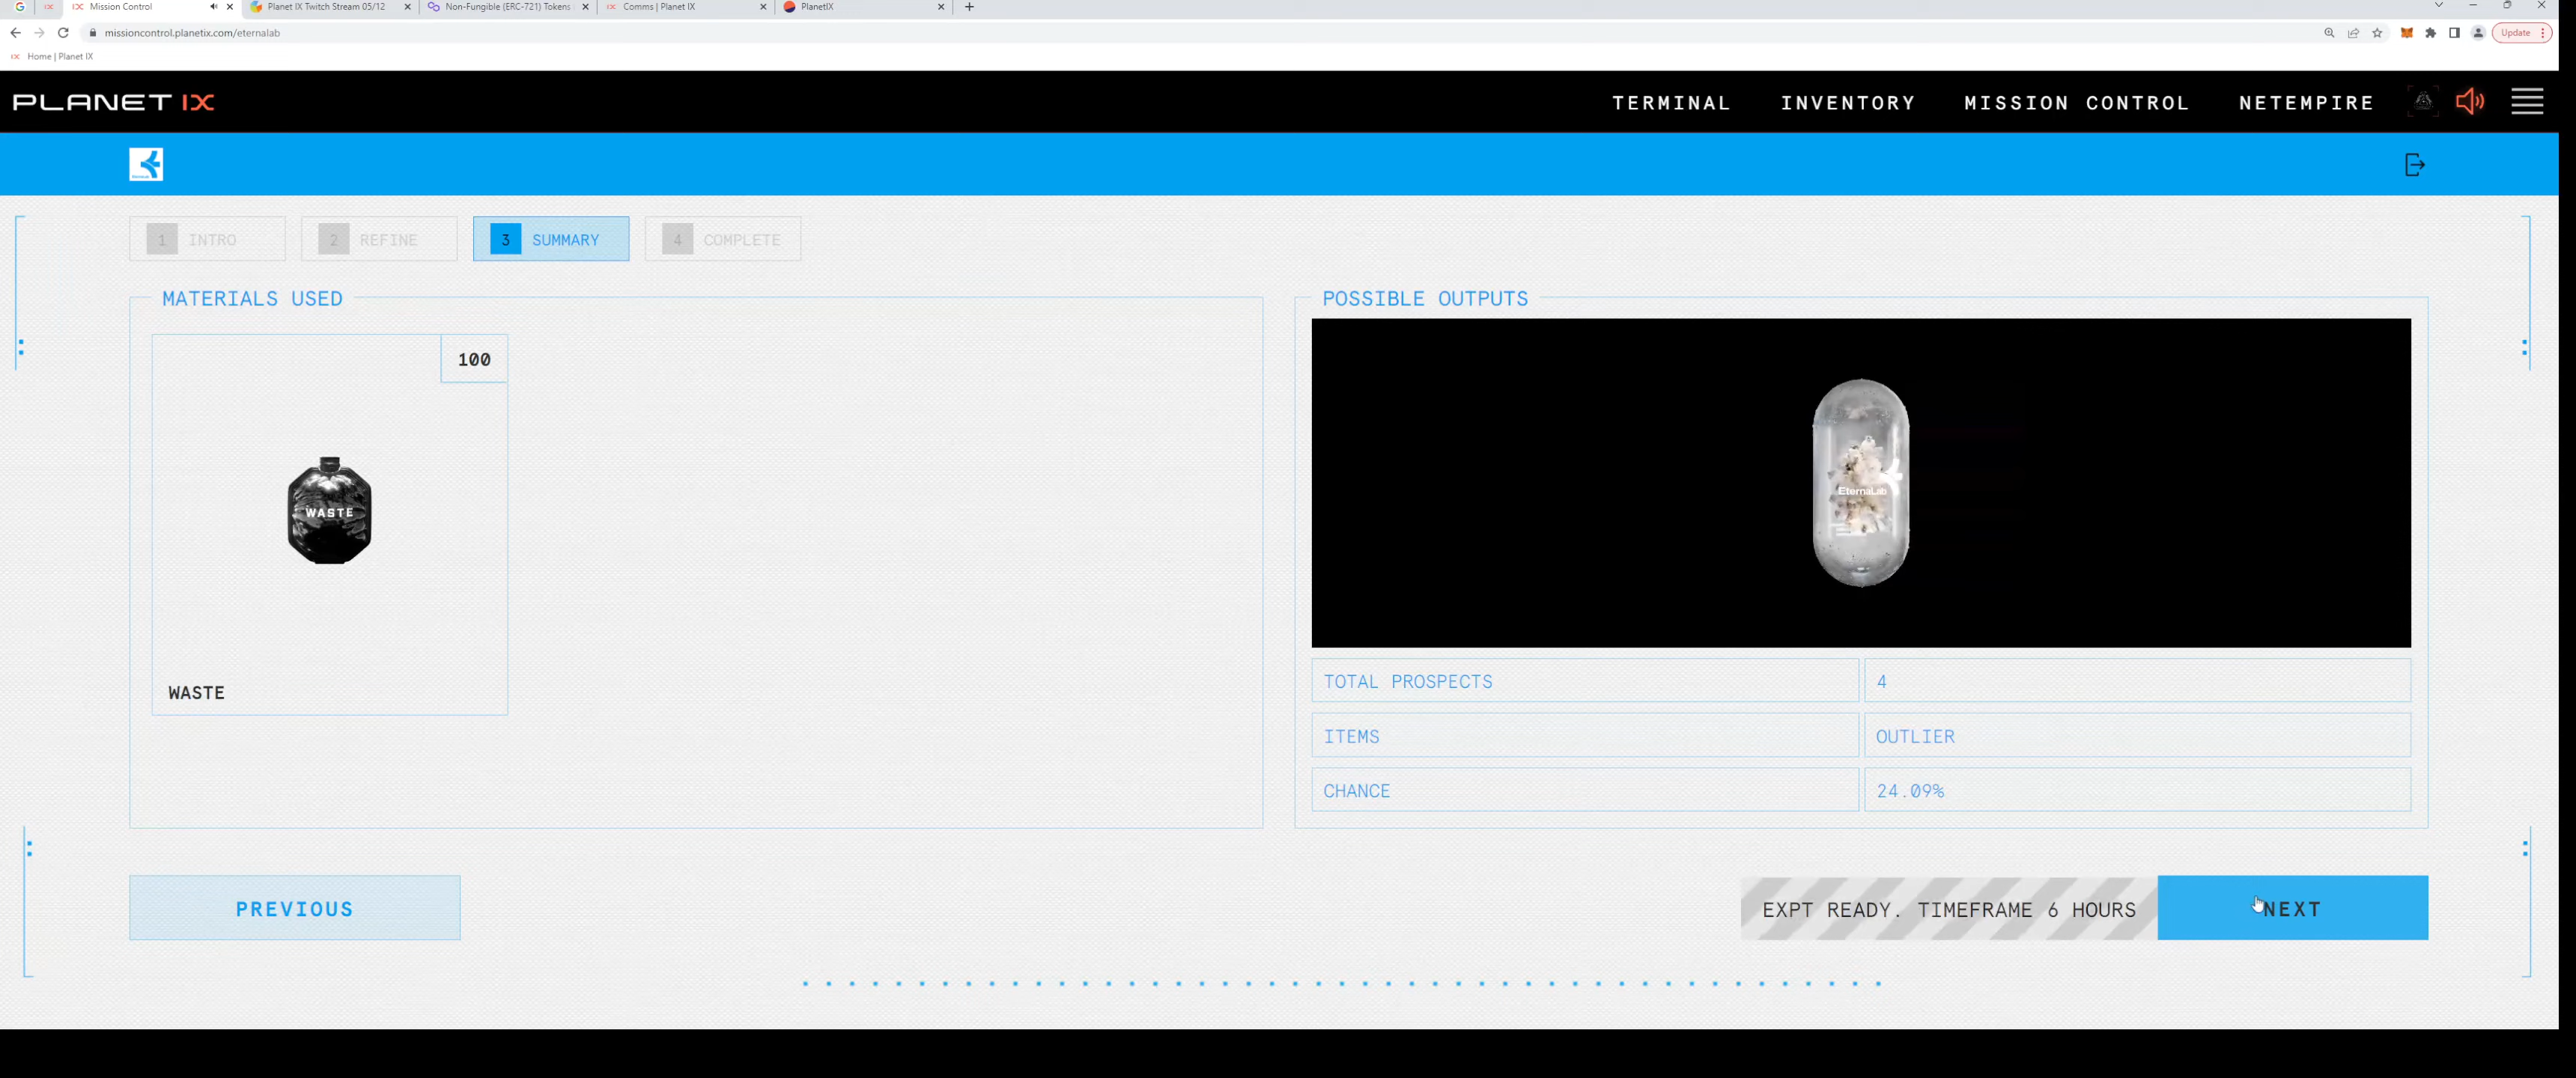 Mission Control
Planet IX Twitch Stream 05/12
Non-Fungible (ERC-721) Tokens
Comms | Planet IX
PlanetIX
missioncontrol.planetix.com/eternalab
Update
Home | Planet IX
PLANET IX
TERMINAL
INVENTORY
MISSION CONTROL
NETEMPIRE
1 INTRO
2 REFINE
3 SUMMARY
4 COMPLETE
MATERIALS USED
100
WASTE
WASTE
POSSIBLE OUTPUTS
EternaLab
TOTAL PROSPECTS
4
ITEMS
OUTLIER
CHANCE
24.09%
PREVIOUS
EXPT READY. TIMEFRAME 6 HOURS
NEXT